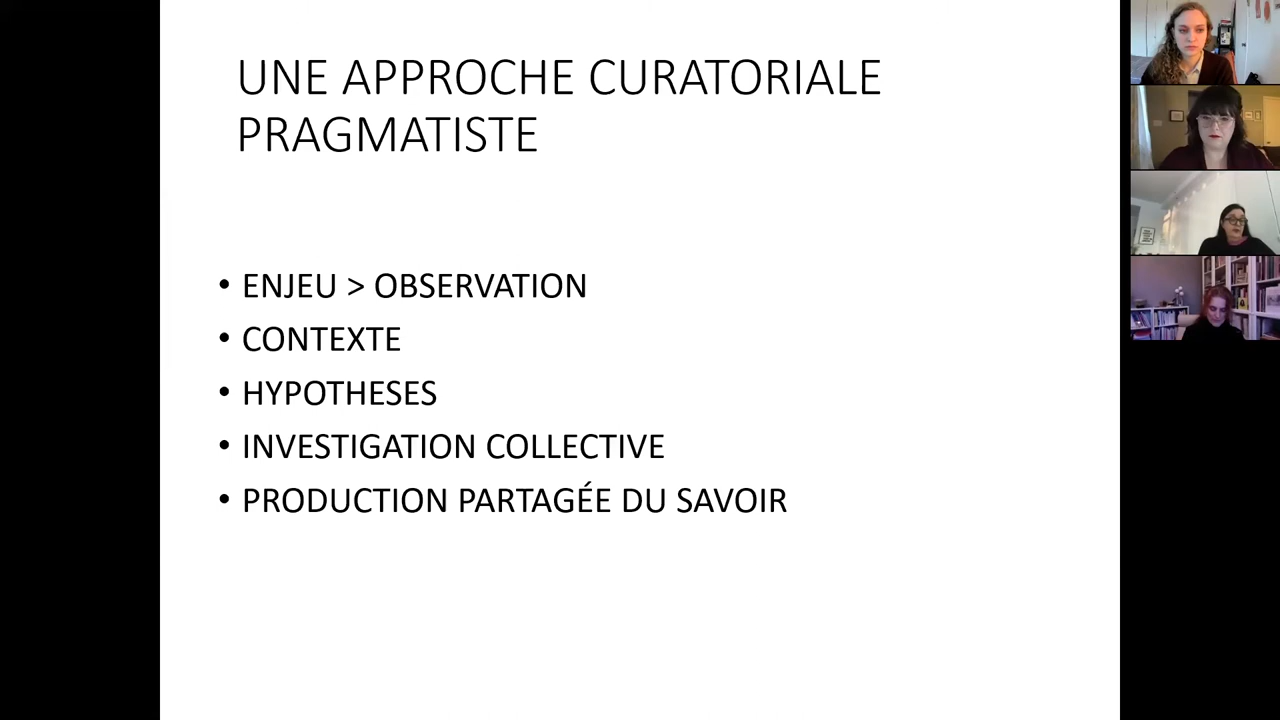 UNE APPROCHE CURATORIALE
PRAGMATISTE
• ENJEU > OBSERVATION
• CONTEXTE
• HYPOTHESES
• INVESTIGATION COLLECTIVE
• PRODUCTION PARTAGÉE DU SAVOIR